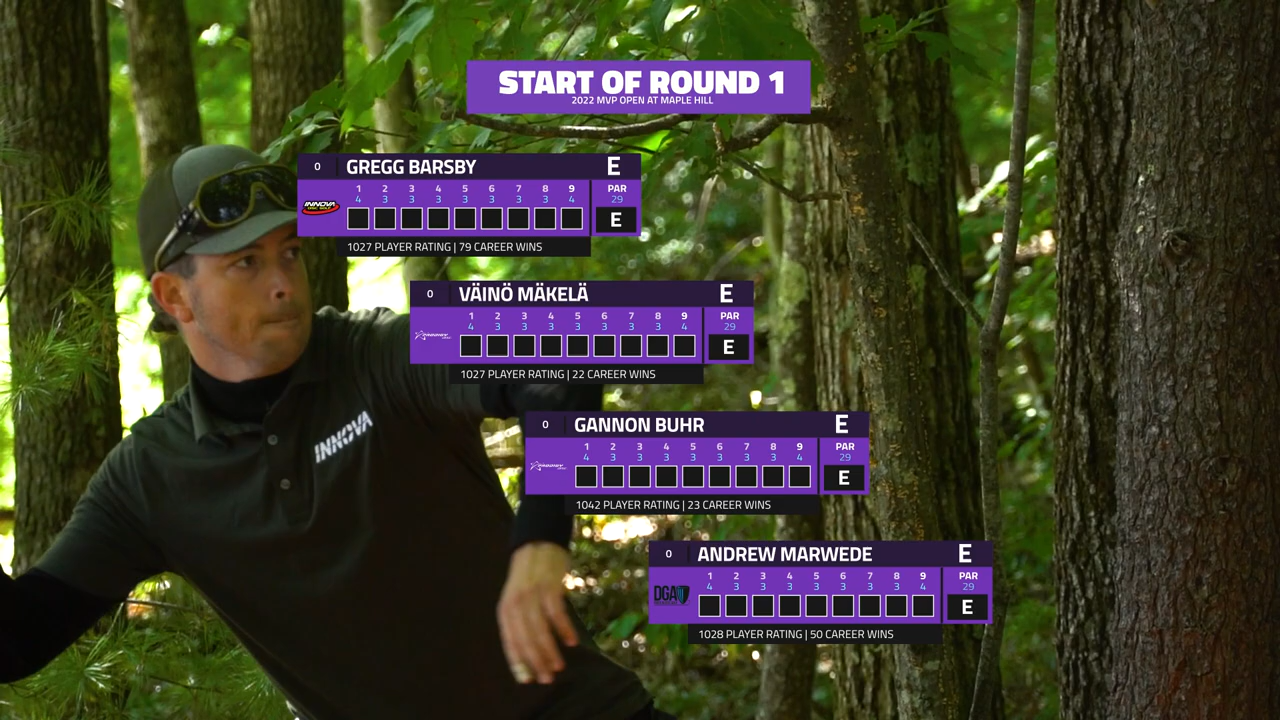 START OF ROUND 1
2022 MVP OPEN AT MAPLE HILL
0 GREGG BARSBY E
1 2 3 4 5 6 7 8 9 PAR
4 3 3 3 3 3 3 3 4 29
INNOVA
DISC GOLF
E
1027 PLAYER RATING | 79 CAREER WINS
0 VÄINÖ MÄKELÄ E
1 2 3 4 5 6 7 8 9 PAR
4 3 3 3 3 3 3 3 4 29
PRODIGY
E
1027 PLAYER RATING | 22 CAREER WINS
INNOVA
0 GANNON BUHR E
1 2 3 4 5 6 7 8 9 PAR
4 3 3 3 3 3 3 3 4 29
PRODIGY
E
1042 PLAYER RATING | 23 CAREER WINS
0 ANDREW MARWEDE E
1 2 3 4 5 6 7 8 9 PAR
4 3 3 3 3 3 3 3 4 29
DGA
E
1028 PLAYER RATING | 50 CAREER WINS